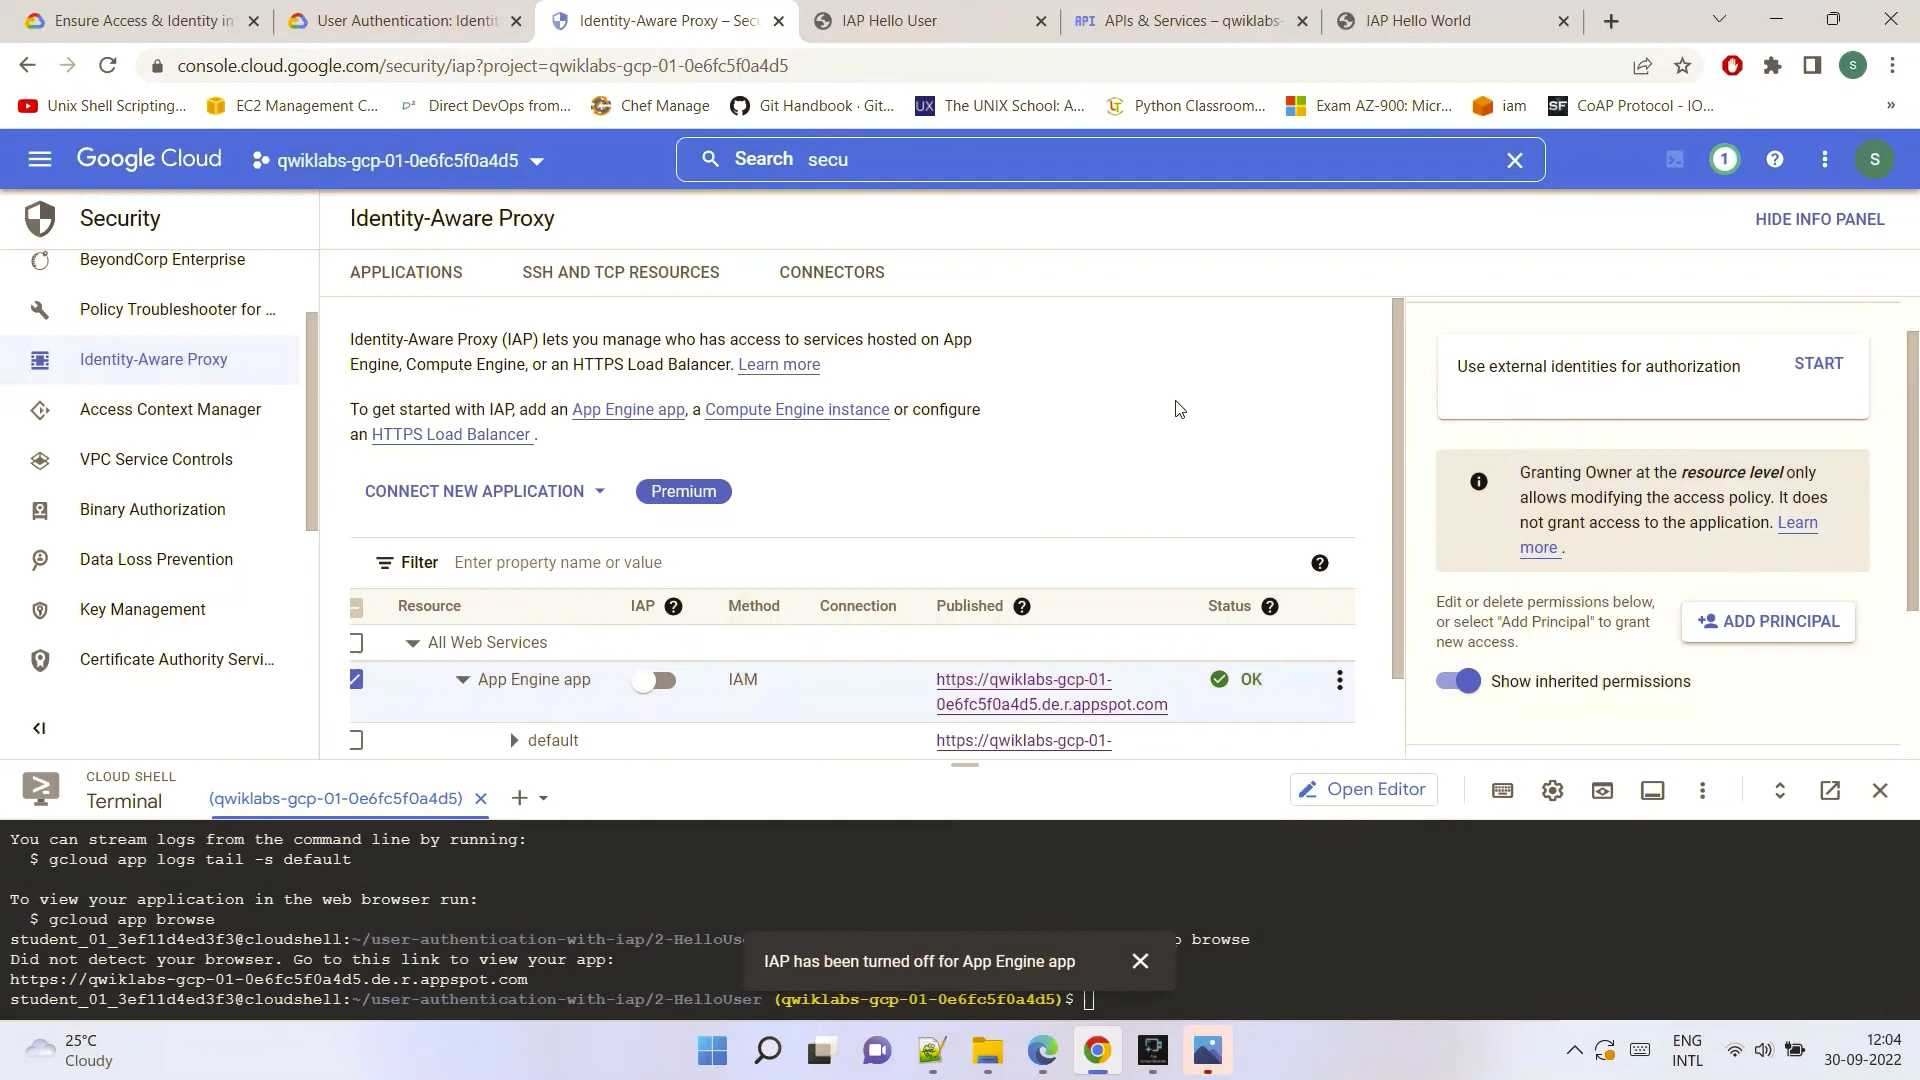 Ensure Access & Identity in
User Authentication: Identit
Identity-Aware Proxy – Secu
IAP Hello User
API APIs & Services – qwiklabs-
IAP Hello World
console.cloud.google.com/security/iap?project=qwiklabs-gcp-01-0e6fc5f0a4d5
S
Unix Shell Scripting...
EC2 Management C...
D² Direct DevOps from...
Chef Manage
Git Handbook · Git...
UX The UNIX School: A...
LT Python Classroom...
Exam AZ-900: Micr...
iam
SF CoAP Protocol - IO...
»
Google Cloud
qwiklabs-gcp-01-0e6fc5f0a4d5
Search secu
1
S
Security
Identity-Aware Proxy
HIDE INFO PANEL
BeyondCorp Enterprise
Policy Troubleshooter for ...
Identity-Aware Proxy
Access Context Manager
VPC Service Controls
Binary Authorization
Data Loss Prevention
Key Management
Certificate Authority Servi...
APPLICATIONS
SSH AND TCP RESOURCES
CONNECTORS
Identity-Aware Proxy (IAP) lets you manage who has access to services hosted on App
Engine, Compute Engine, or an HTTPS Load Balancer. Learn more
To get started with IAP, add an App Engine app, a Compute Engine instance or configure
an HTTPS Load Balancer .
CONNECT NEW APPLICATION
Premium
Filter Enter property name or value
Resource IAP Method Connection Published Status
All Web Services
App Engine app IAM https://qwiklabs-gcp-01- OK
0e6fc5f0a4d5.de.r.appspot.com
default https://qwiklabs-gcp-01-
Use external identities for authorization START
Granting Owner at the resource level only
allows modifying the access policy. It does
not grant access to the application. Learn
more .
Edit or delete permissions below,
or select "Add Principal" to grant
new access.
ADD PRINCIPAL
Show inherited permissions
CLOUD SHELL
Terminal
(qwiklabs-gcp-01-0e6fc5f0a4d5)
Open Editor
You can stream logs from the command line by running:
$ gcloud app logs tail -s default
To view your application in the web browser run:
$ gcloud app browse
student_01_3ef11d4ed3f3@cloudshell:~/user-authentication-with-iap/2-HelloUse p browse
Did not detect your browser. Go to this link to view your app:
https://qwiklabs-gcp-01-0e6fc5f0a4d5.de.r.appspot.com
student_01_3ef11d4ed3f3@cloudshell:~/user-authentication-with-iap/2-HelloUser (qwiklabs-gcp-01-0e6fc5f0a4d5)$
IAP has been turned off for App Engine app
25°C
Cloudy
ENG
INTL
12:04
30-09-2022